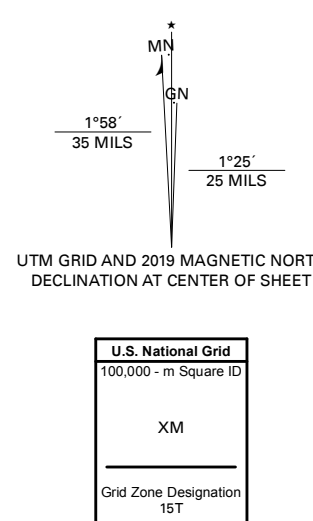 MN
GN
1°58´
35 MILS
1°25´
25 MILS
UTM GRID AND 2019 MAGNETIC NORT
DECLINATION AT CENTER OF SHEET
U.S. National Grid
100,000 - m Square ID
XM
Grid Zone Designation
15T